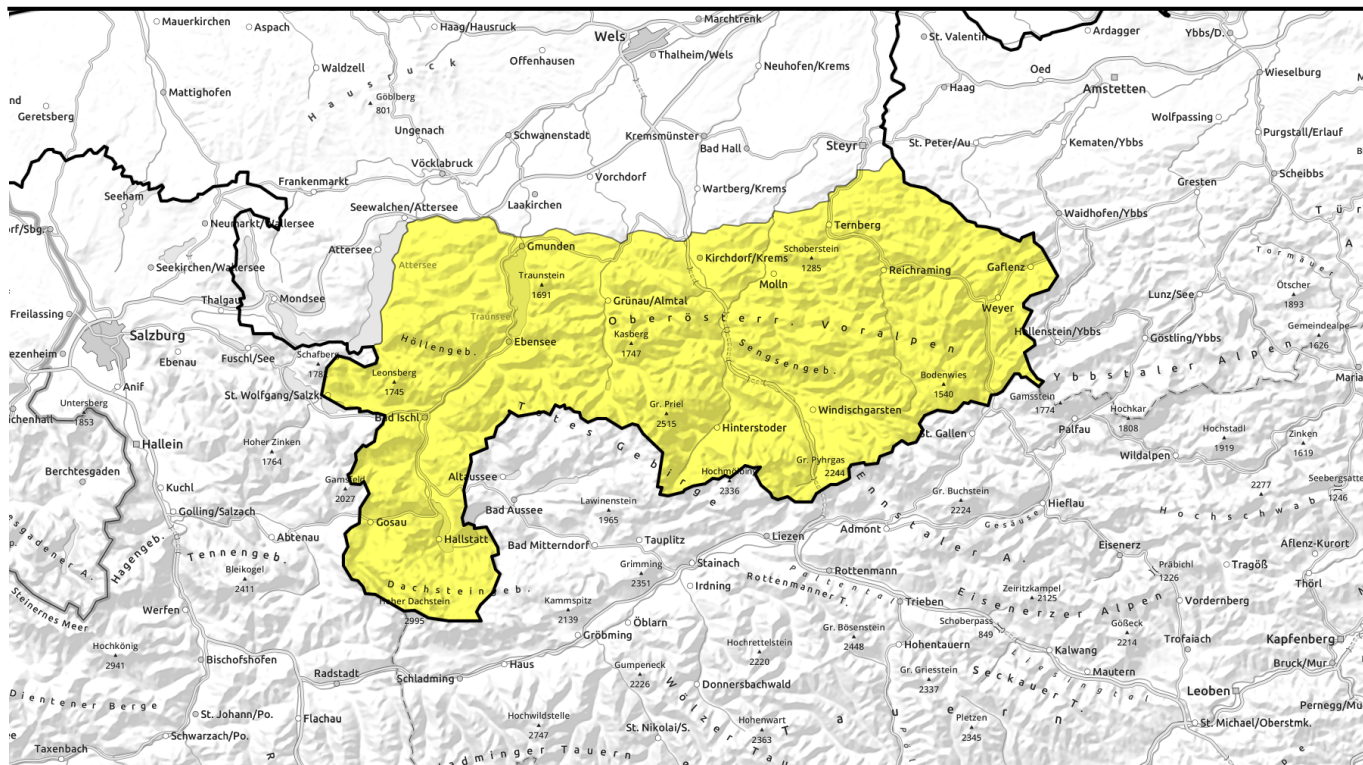 Mauerkirchen
Aspach
Haag/Hausruck
Marchtrenk
Ardagger
Ybbs/D.
Wels
St. Valentin
Thalheim/Wels
Offenhausen
Waldzell
Neuhofen/Krems
Oed
Wieselburg
Hausruck
Göblberg
801
Mattighofen
Haag
Amstetten
Geretsberg
Ungenach
Schwanenstadt
Kremsmünster
Bad Hall
Steyr
St. Peter/Au
Kematen/Ybbs
Wolfpassing
Purgstall/Erlauf
Vöcklabruck
Vorchdorf
Wartberg/Krems
Scheibbs
Frankenmarkt
Gresten
Seeham
Laakirchen
Seewalchen/Attersee
Waidhofen/Ybbs
Neumarkt/Wallersee
Ternberg
Attersee
Gmunden
Schoberstein
1285
Kirchdorf/Krems
Tormäuer
Seekirchen/Wallersee
Attersee
Traunstein
1691
Molln
Reichraming
Gaflenz
Ötscher
1893
Thalgau
Mondsee
Grünau/Almtal
Weyer
Lunz/See
Freilassing
Traunsee
Oberösterr. Voralpen
Gemeindealpe
1626
Salzburg
Höllengeb.
Ebensee
Kasberg
1747
Sengsengeb.
Hollenstein/Ybbs
Göstling/Ybbs
Ebenau
Fuschl/See
Schafberg
Leonsberg
1745
Bodenwies
1540
Ybbstaler Alpen
Anif
St. Wolfgang/Salzk
Untersberg
1853
Gr. Priel
2515
Windischgarsten
Gamsstein
1774
Hochkar
1808
Bad Ischl
Totes Gebirge
Hinterstoder
St. Gallen
Palfau
Hochstadl
1919
Zinken
1619
Hallein
Hoher Zinken
1764
Wildalpen
Berchtesgaden
Altaussee
Hochmölbing
2336
Gr. Pyhrgas
2244
Kuchl
Gamsfeld
2027
Lawinenstein
1965
Gr. Buchstein
2224
2277
1246
Golling/Salzach
Gosau
Bad Aussee
Ennstaler A.
Hieflau
Hochschwab
Gesäuse
Abtenau
Hallstatt
Bad Mitterndorf
Tauplitz
Liezen
Admont
Hagengeb.
Tennengeb.
Bleikogel
2411
Grimming
2351
Stainach
Rottenmann
Eisenerz
Präbichl
1226
Aflenz-Kurort
Tragöß
Thörl
Steinernes Meer
Dachsteingeb.
Irdning
Rottenmanner T.
Paltental
Zeiritzkampel
2125
Eisenerzer Alpen
Werfen
Hoher Dachstein
2995
Kammspitz
2139
Öblarn
Trieben
Vordernberg
Hochkönig
2941
Gröbming
Hochrettelstein
2220
Gr. Bösenstein
2448
Schoberpass
849
Gößeck
2214
Trofaiach
Kapfenberg
Bischofshofen
Hohentauern
Kalwang
Bruck/Mur
Radstadt
Schladming
Haus
Gumpeneck
2226
Donnersbachwald
Gr. Griesstein
2337
Liesingtal
Mautern
Dientener Berge
Seckauer T.
Leoben
St. Johann/Po.
Flachau
Hochwildstelle
2747
St. Nikolai/S.
Hohenwart
2363
Pletzen
2345
St. Michael/Oberstmk.
Schwarzach/Po.
Taxenbach